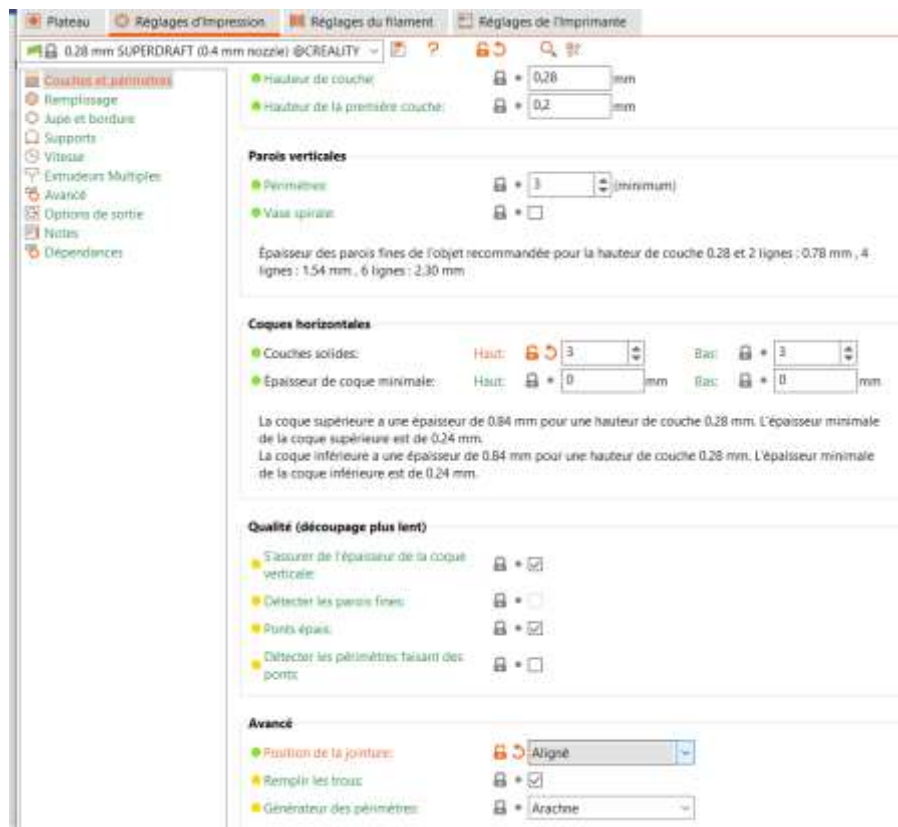 Plateau Réglages d'Impression Réglages du filament Réglages de l'Imprimante
0.28 mm SUPERDRAFT (0.4 mm nozzle) @CREALITY
Couches et périmètres
Remplissage
Jupe et bordure
Supports
Vitesse
Extrudeurs Multiples
Avancé
Options de sortie
Notes
Dépendances
Hauteur de couche: 0,28 mm
Hauteur de la première couche: 0,2 mm
Parois verticales
Périmètres: 3 (minimum)
Vase spirale:
Épaisseur des parois fines de l'objet recommandée pour la hauteur de couche 0.28 et 2 lignes : 0.78 mm , 4
lignes : 1.54 mm , 6 lignes : 2.30 mm
Coques horizontales
Couches solides: Haut: 3 Bas: 3
Épaisseur de coque minimale: Haut: 0 mm Bas: 0 mm
La coque supérieure a une épaisseur de 0.84 mm pour une hauteur de couche 0.28 mm. L'épaisseur minimale
de la coque supérieure est de 0.24 mm.
La coque inférieure a une épaisseur de 0.84 mm pour une hauteur de couche 0.28 mm. L'épaisseur minimale
de la coque inférieure est de 0.24 mm.
Qualité (découpage plus lent)
S'assurer de l'épaisseur de la coque
verticale:
Détecter les parois fines:
Ponts épais:
Détecter les périmètres faisant des
ponts:
Avancé
Position de la jointure: Aligné
Remplir les trous:
Générateur des périmètres: Arachne